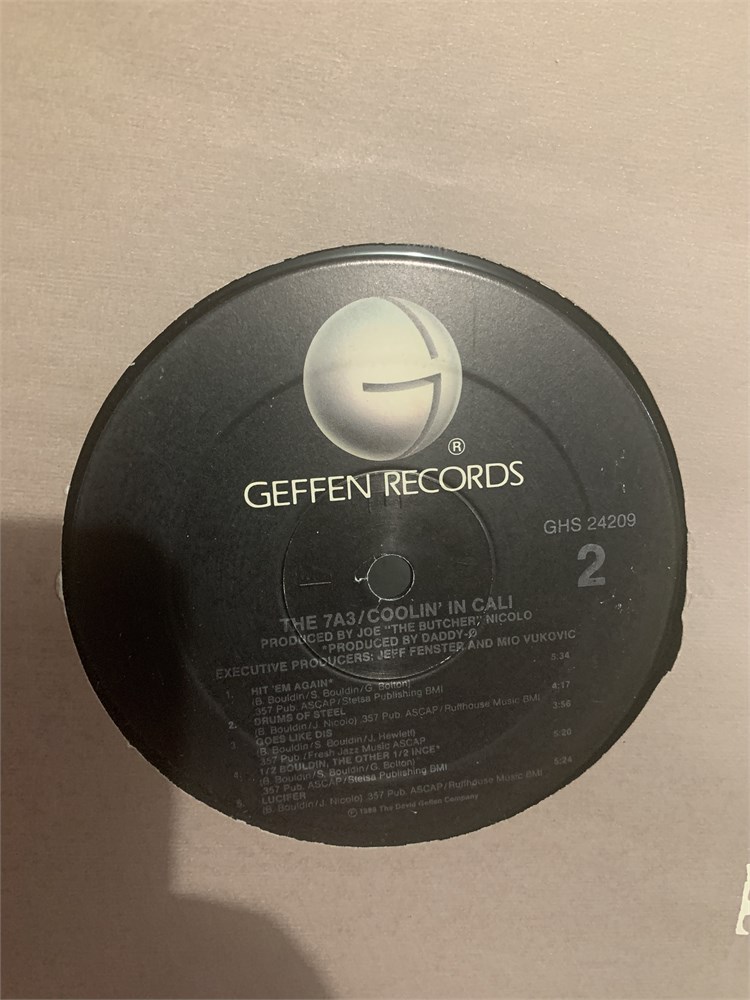 ®
GEFFEN RECORDS
GHS 24209
2
THE 7A3/COOLIN' IN CALI
PRODUCED BY JOE "THE BUTCHER" NICOLO
*PRODUCED BY DADDY-O
EXECUTIVE PRODUCERS: JEFF FENSTER AND MIO VUKOVIC
1. HIT 'EM AGAIN* 5:34
(B. Bouldin/S. Bouldin/G. Bolton)
357 Pub. ASCAP/Stetsa Publishing BMI
2. DRUMS OF STEEL 4:17
(B. Bouldin/J. Nicolo) 357 Pub. ASCAP/Ruffhouse Music BMI
3. GOES LIKE DIS 3:56
(B. Bouldin/S. Bouldin/J. Hewlett)
357 Pub./Fresh Jazz Music ASCAP
4. 1/2 BOULDIN, THE OTHER 1/2 INCE* 5:20
(B. Bouldin/S. Bouldin/G. Bolton)
357 Pub. ASCAP/Stetsa Publishing BMI
5. LUCIFER 5:24
(B. Bouldin/J. Nicolo) 357 Pub. ASCAP/Ruffhouse Music BMI
1988 The David Geffen Company